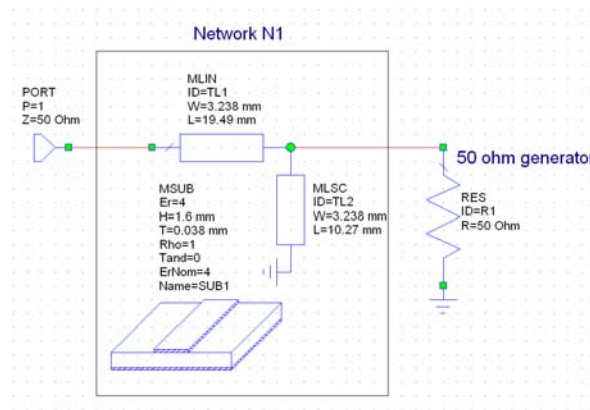 Network N1
PORT
P=1
Z=50 Ohm
MLIN
ID=TL1
W=3.238 mm
L=19.49 mm
50 ohm generator
MSUB
Er=4
H=1.6 mm
T=0.038 mm
Rho=1
Tand=0
ErNom=4
Name=SUB1
MLSC
ID=TL2
W=3.238 mm
L=10.27 mm
RES
ID=R1
R=50 Ohm